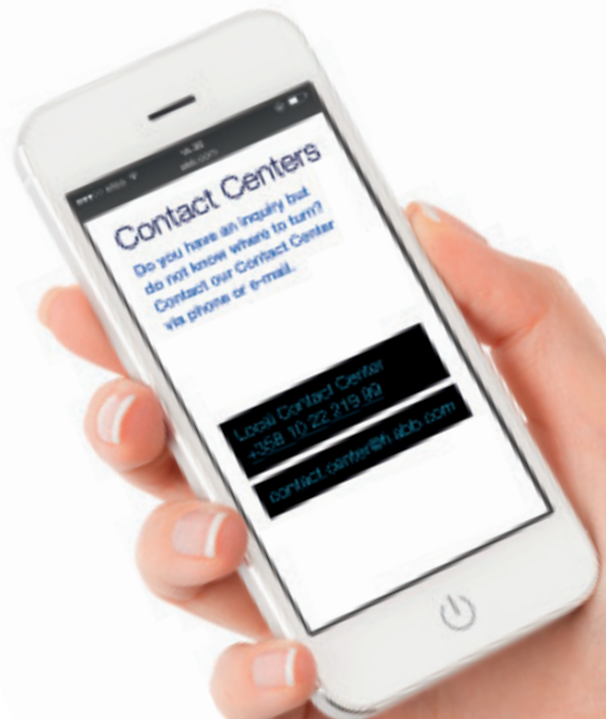 abb.com
Contact Centers
Do you have an inquiry but
do not know where to turn?
Contact our Contact Center
via phone or e-mail.
Local Contact Center
+358 10 22 219 99
contact.center@fi.abb.com